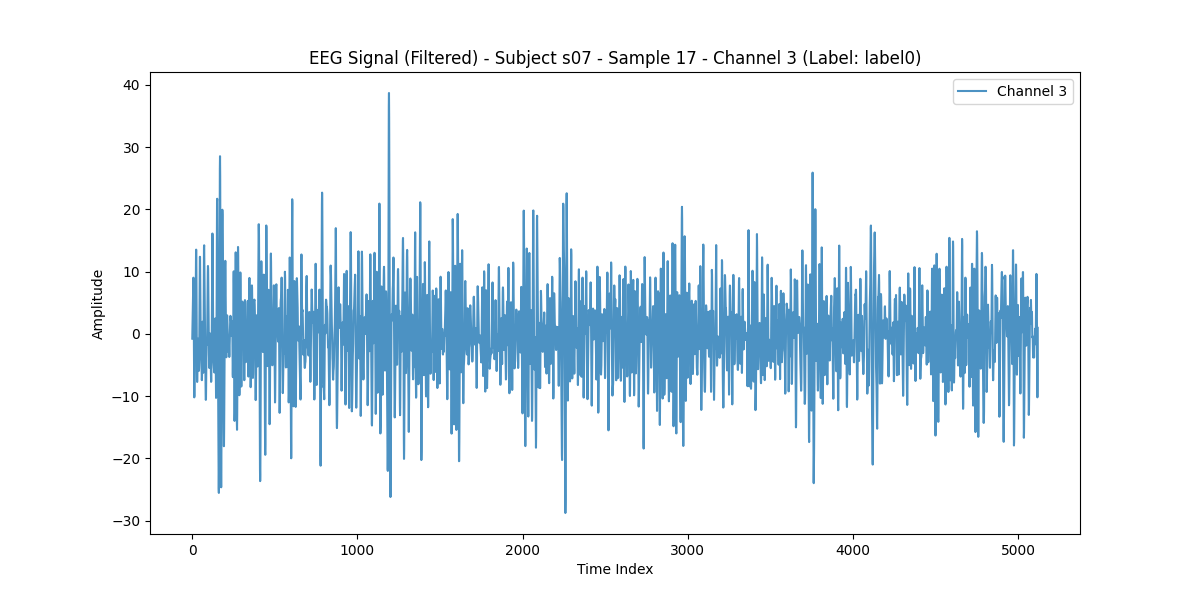 EEG Signal (Filtered) - Subject s07 - Sample 17 - Channel 3 (Label: label0)
Channel 3
40
30
20
10
0
−10
−20
−30
Amplitude
0 1000 2000 3000 4000 5000
Time Index